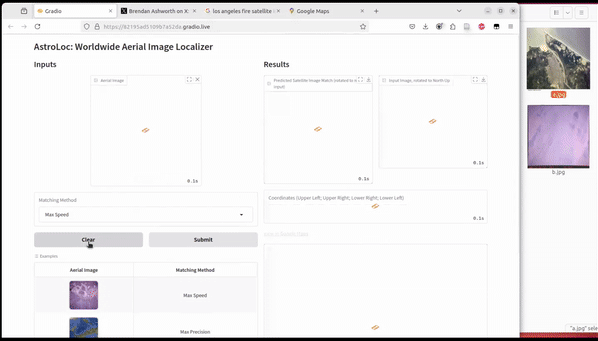 Gradio
Brendan Ashworth on X:
los angeles fire satellite
Google Maps
https://82195ad51d9b7a52da.gradio.live
AstroLoc: Worldwide Aerial Image Localizer
Inputs
Results
Aerial Image
Predicted Satellite Image Match (rotated to
input)
Input Image, rotated to North Up
0.1s
0.1s
0.1s
Matching Method
Max Speed
Coordinates (Upper Left; Upper Right; Lower Right; Lower Left)
0.1s
Clear
Submit
Examples
Aerial Image
Matching Method
Max Speed
Max Precision
a.jpg
b.jpg
"a.jpg" sele